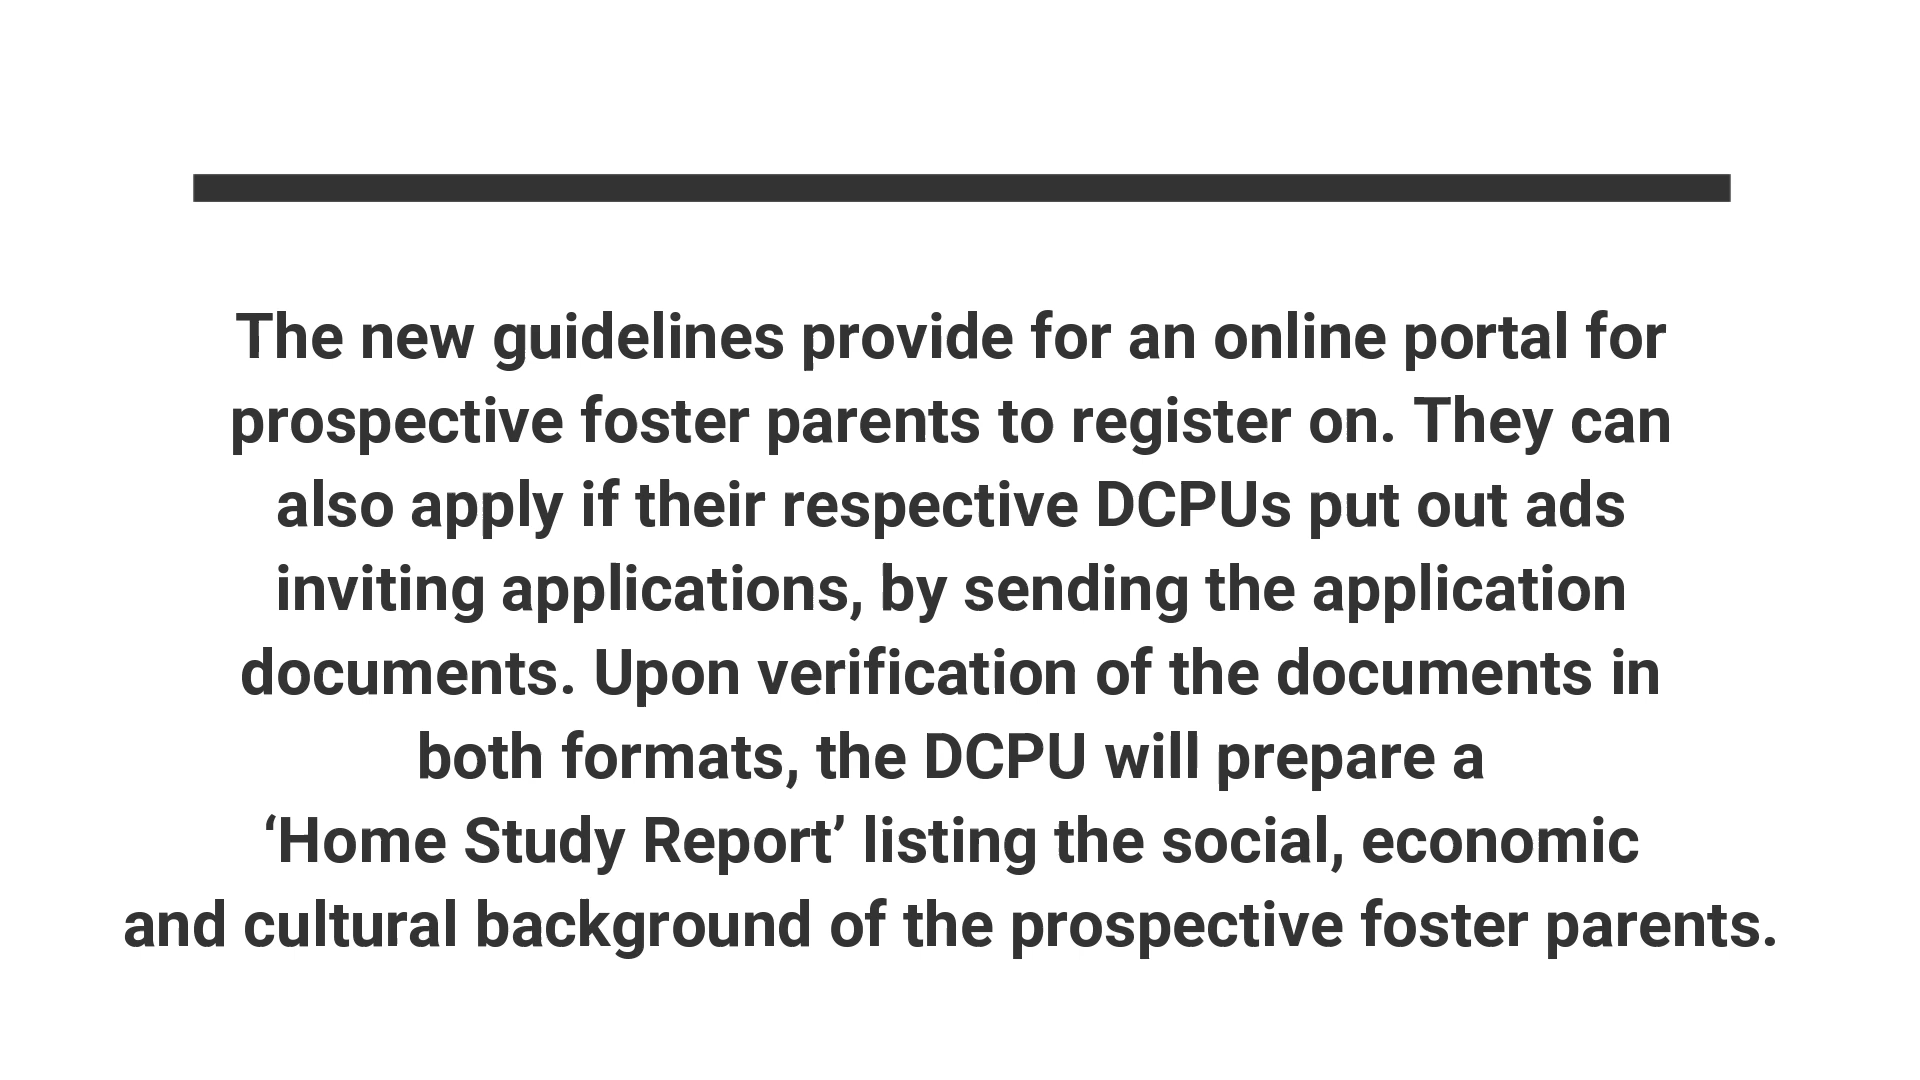 The new guidelines provide for an online portal for
prospective foster parents to register on. They can
also apply if their respective DCPUs put out ads
inviting applications, by sending the application
documents. Upon verification of the documents in
both formats, the DCPU will prepare a
‘Home Study Report’ listing the social, economic
and cultural background of the prospective foster parents.